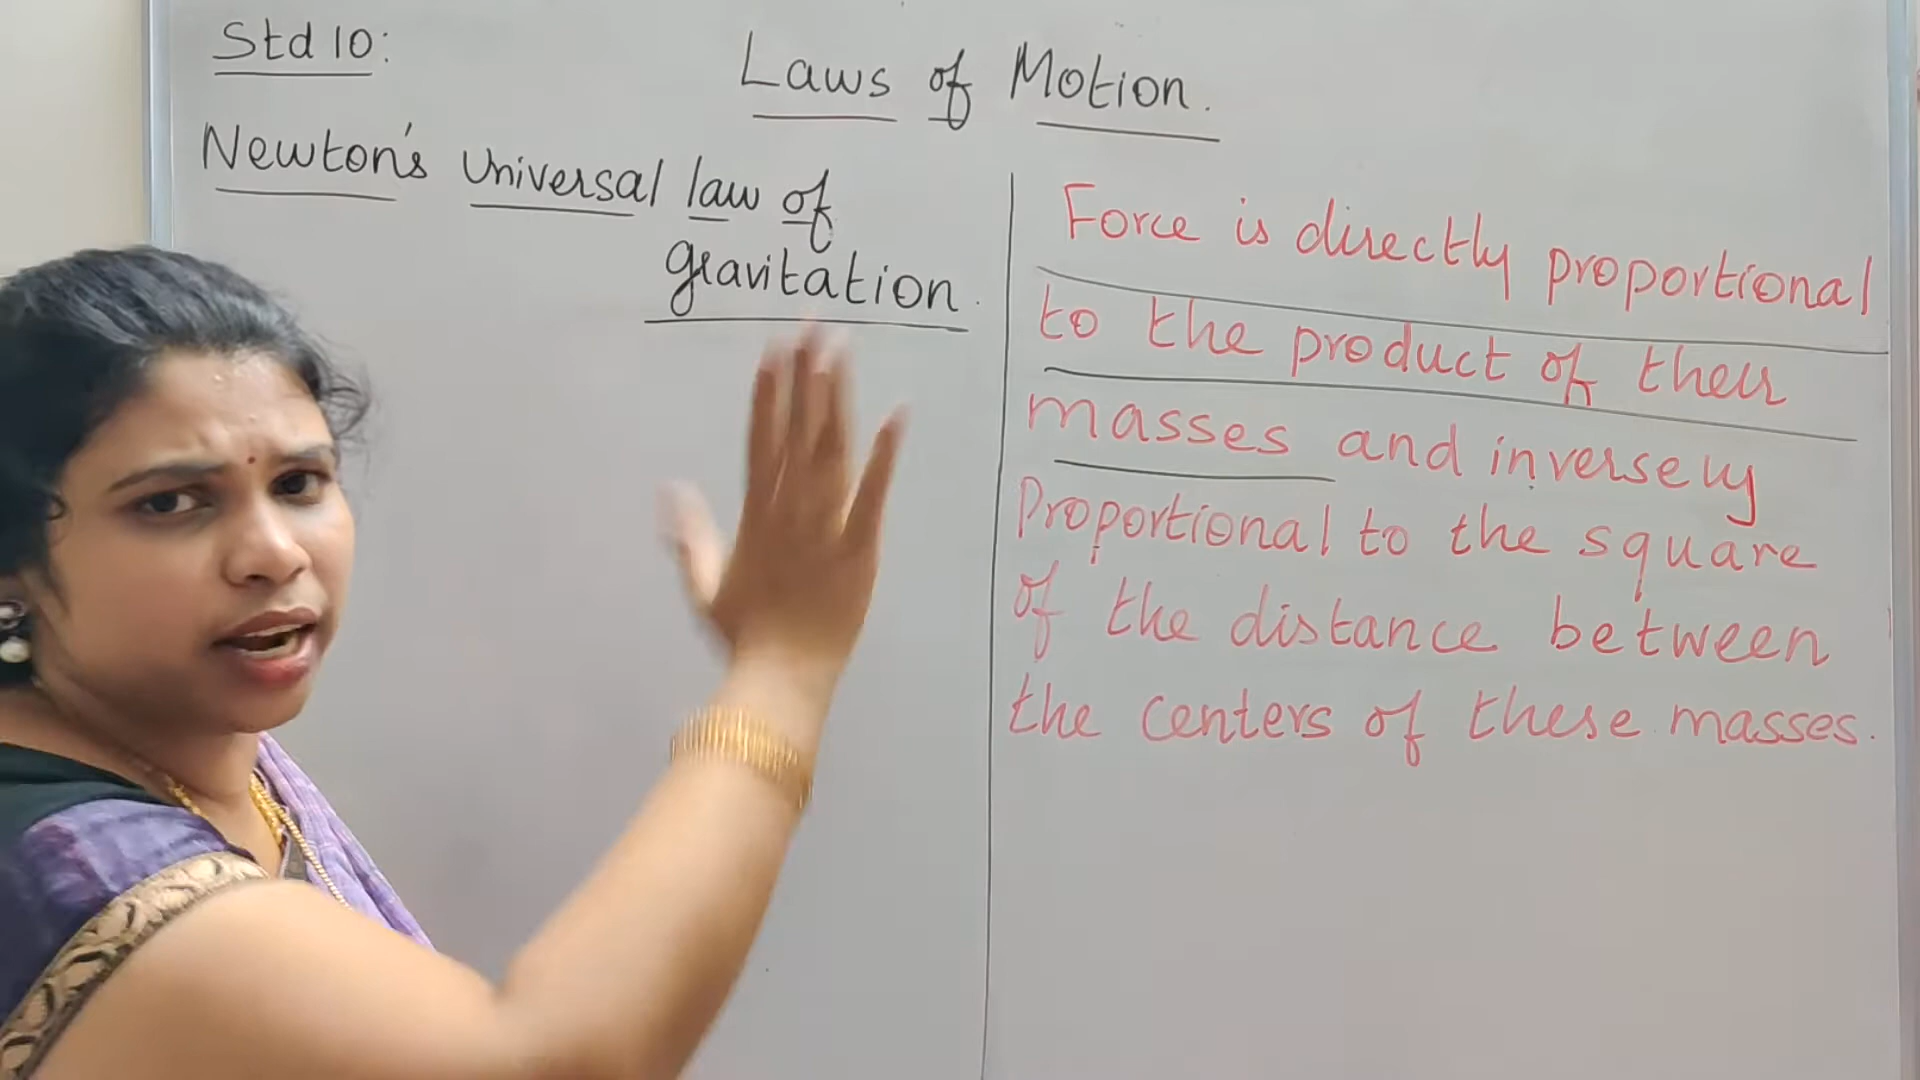 Std 10:
Laws of Motion.
Newton's Universal law of
gravitation.
Force is directly proportional
to the product of their
masses and inversely
Proportional to the square
of the distance between
the centers of these masses.